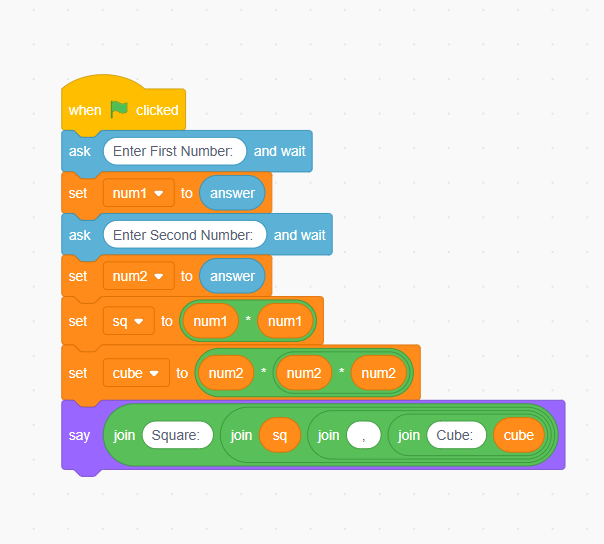 when clicked
ask Enter First Number: and wait
set num1 to answer
ask Enter Second Number: and wait
set num2 to answer
set sq to num1 * num1
set cube to num2 * num2 * num2
say join Square: join sq join , join Cube: cube